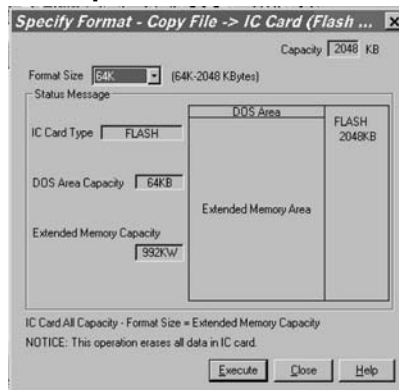 Specify Format - Copy File -> IC Card (Flash ...
Capacity 2048 KB
Format Size 64K (64K-2048 KBytes)
Status Message
IC Card Type FLASH
DOS Area Capacity 64KB
Extended Memory Capacity
992KW
DOS Area
Extended Memory Area
FLASH
2048KB
IC Card All Capacity - Format Size = Extended Memory Capacity
NOTICE: This operation erases all data in IC card.
Execute Close Help